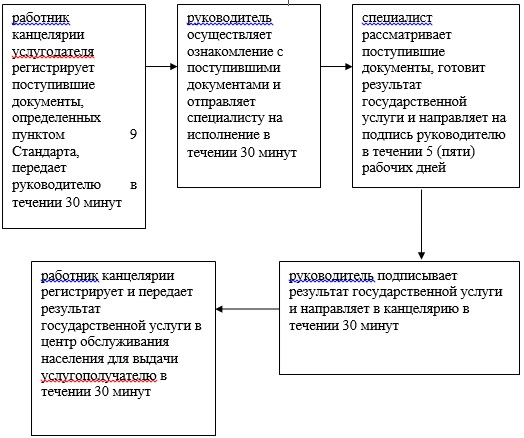 работник
канцелярии
услугодателя
регистрирует
поступившие
документы,
определенных
пунктом 9
Стандарта,
передает
руководителю в
течении 30 минут
руководитель
осуществляет
ознакомление с
поступившими
документами и
отправляет
специалисту на
исполнение в
течении 30 минут
специалист
рассматривает
поступившие
документы, готовит
результат
государственной
услуги и направляет на
подпись руководителю
в течении 5 (пяти)
рабочих дней
руководитель подписывает
результат государственной услуги
и направляет в канцелярию в
течении 30 минут
работник канцелярии
регистрирует и передает
результат
государственной услуги в
центр обслуживания
населения для выдачи
услугополучателю в
течении 30 минут